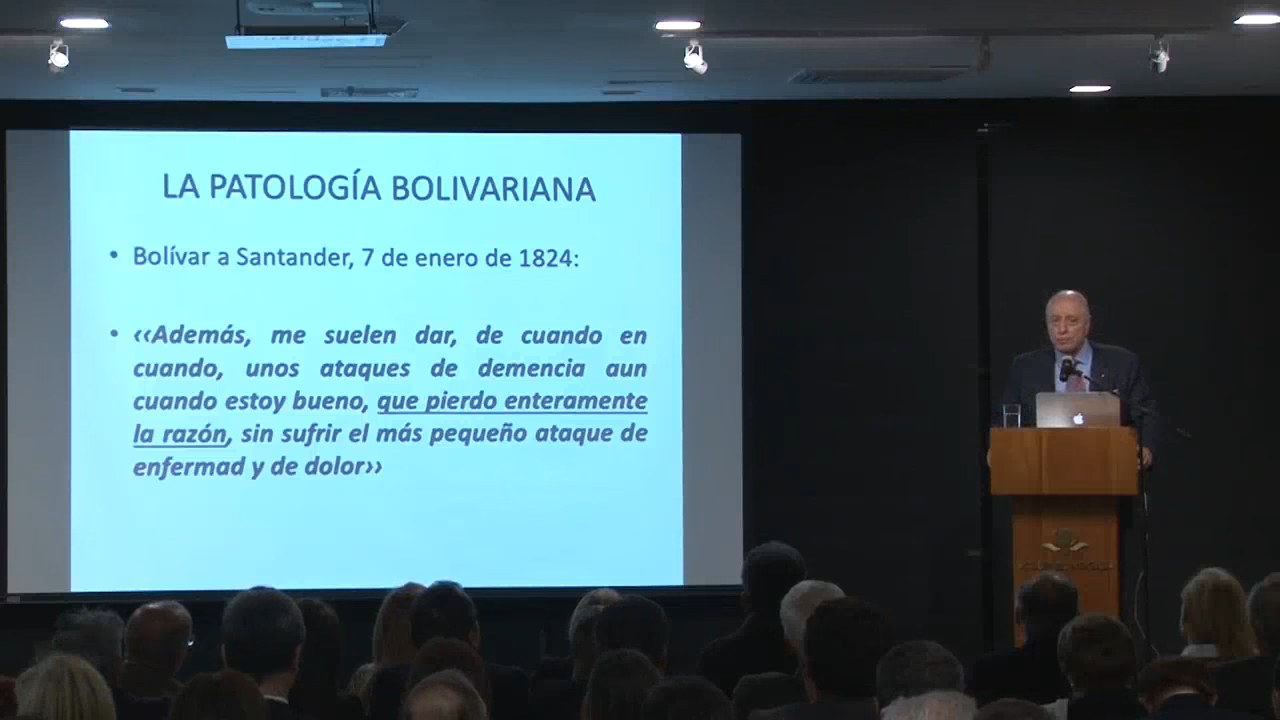 LA PATOLOGÍA BOLIVARIANA
• Bolívar a Santander, 7 de enero de 1824:
• ‹‹Además, me suelen dar, de cuando en
cuando, unos ataques de demencia aun
cuando estoy bueno, que pierdo enteramente
la razón, sin sufrir el más pequeño ataque de
enfermad y de dolor››